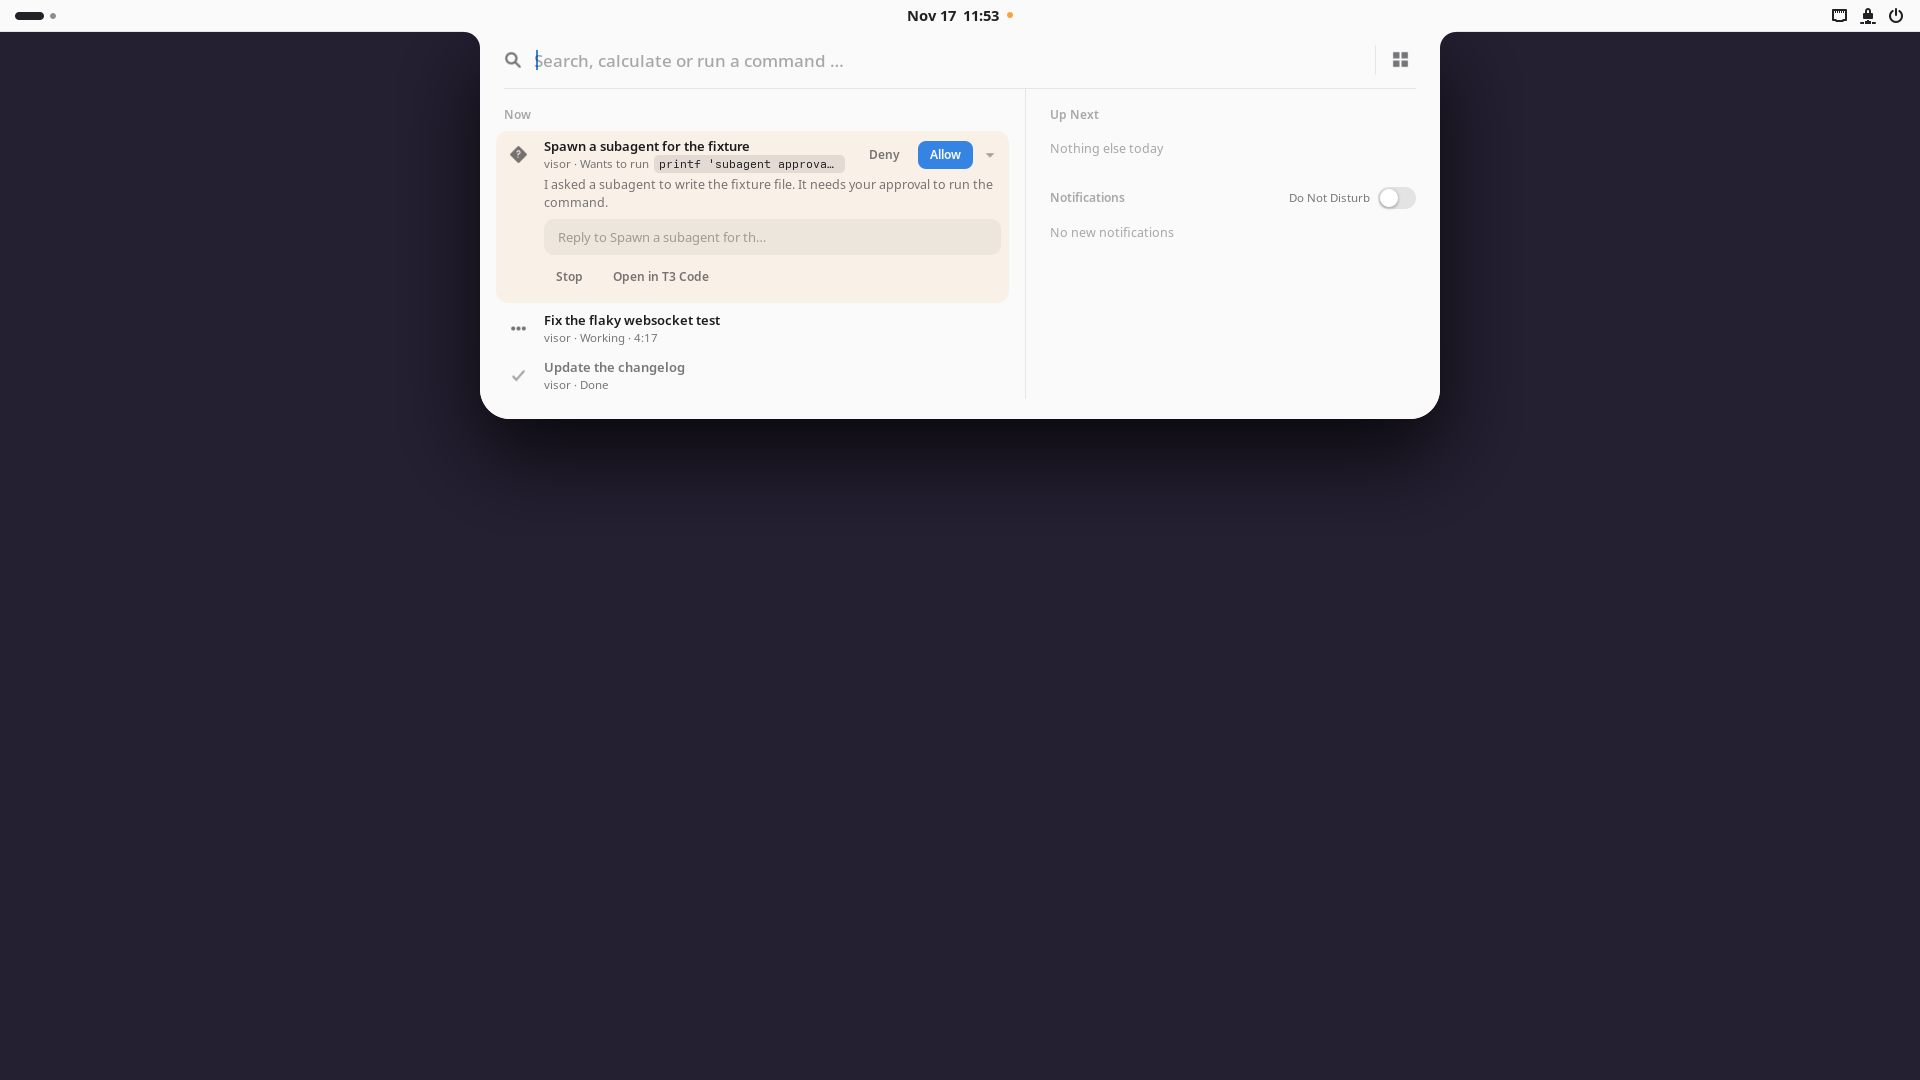 Nov 17 11:53
Search, calculate or run a command ...
Now
Spawn a subagent for the fixture
visor · Wants to run printf 'subagent approva…
Deny
Allow
I asked a subagent to write the fixture file. It needs your approval to run the
command.
Reply to Spawn a subagent for th...
Stop
Open in T3 Code
Fix the flaky websocket test
visor · Working · 4:17
Update the changelog
visor · Done
Up Next
Nothing else today
Notifications
Do Not Disturb
No new notifications